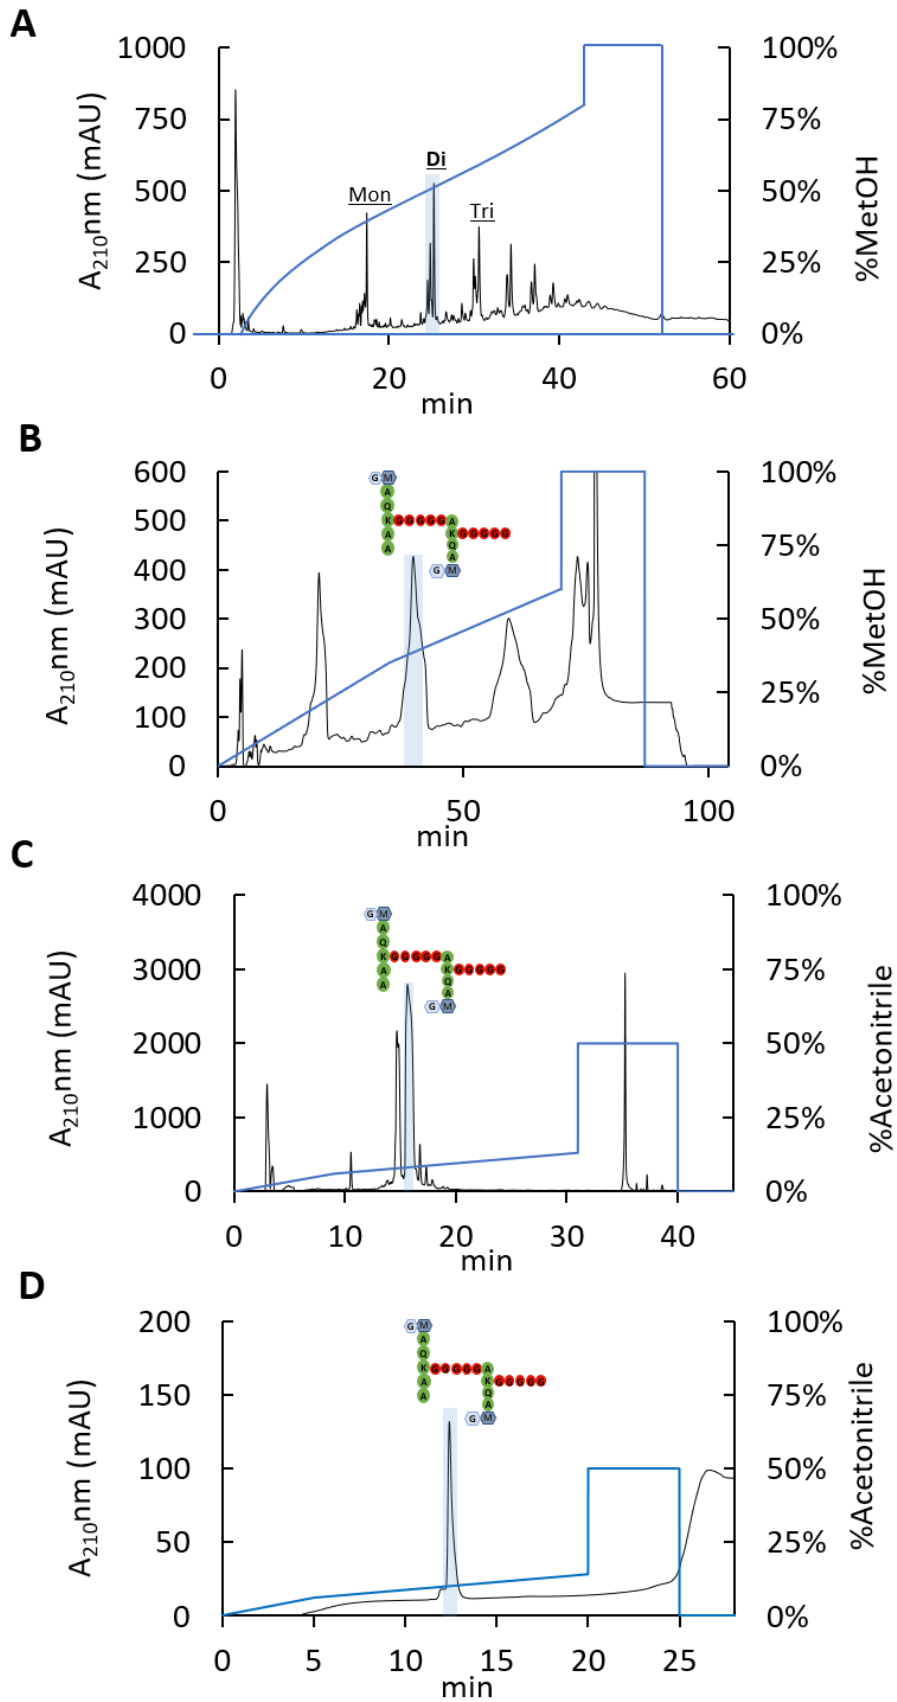 A
1000
750
500
250
0
A210nm (mAU)
100%
75%
50%
25%
0%
%MetOH
Mon
Di
Tri
0 20 40 60
min
B
600
500
400
300
200
100
0
A210nm (mAU)
100%
75%
50%
25%
0%
%MetOH
G M
A
Q
K G G G G G A
A K G G G G G
A Q
A
G M
0 50 100
min
C
4000
3000
2000
1000
0
A210nm (mAU)
100%
75%
50%
25%
0%
%Acetonitrile
G M
A
Q
K G G G G G A
A K G G G G G
A Q
A
G M
0 10 20 30 40
min
D
200
150
100
50
0
A210nm (mAU)
100%
75%
50%
25%
0%
%Acetonitrile
G M
A
Q
K G G G G G A
A K G G G G G
A Q
A
G M
0 5 10 15 20 25
min